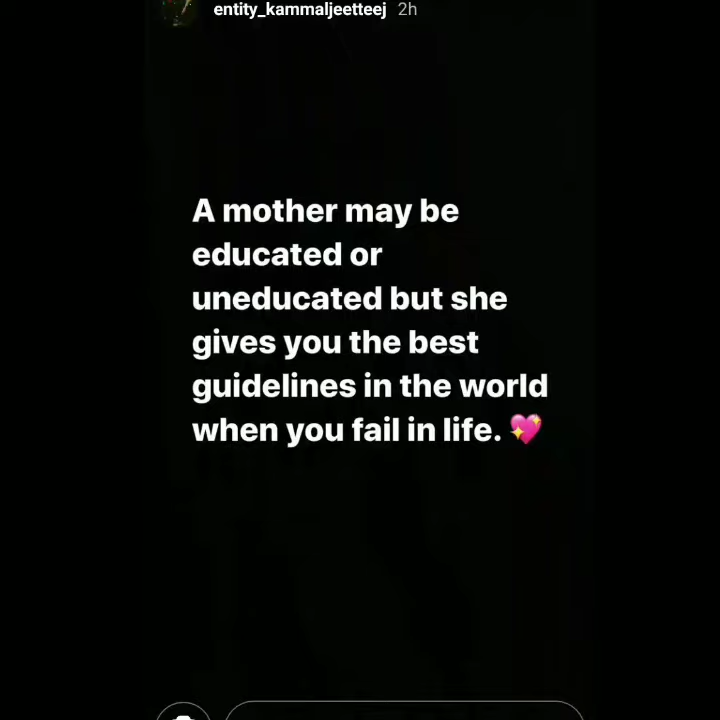 entity_kammaljeetteej 2h
A mother may be
educated or
uneducated but she
gives you the best
guidelines in the world
when you fail in life. 💖